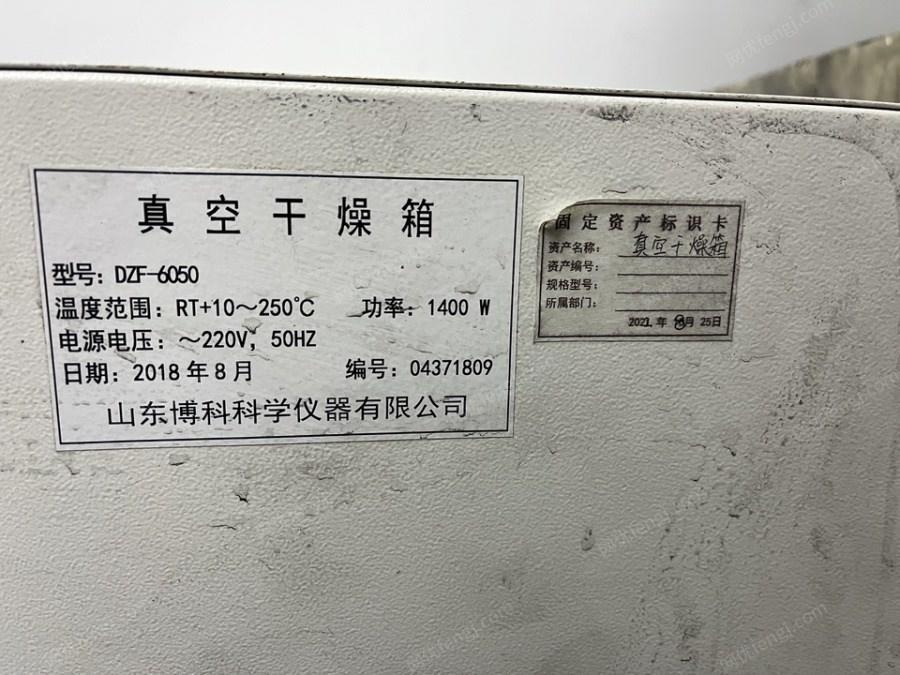 真空干燥箱
型号：DZF-6050
温度范围：RT+10～250℃ 功率：1400 W
电源电压：～220V，50HZ
日期：2018 年 8 月 编号：04371809
山东博科科学仪器有限公司
固定资产标识卡
资产名称：真空干燥箱
资产编号：
规格型号：
所属部门：
2021 年 8 月 25日